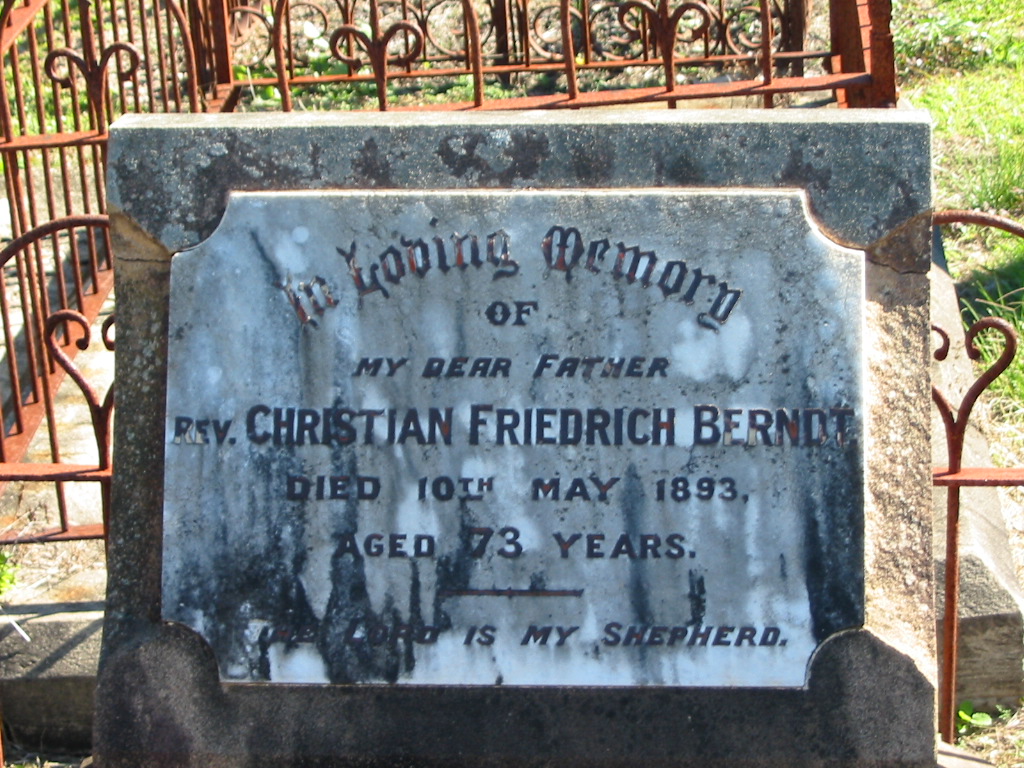 In Loving Memory
OF
MY DEAR FATHER
REV. CHRISTIAN FRIEDRICH BERNDT
DIED 10TH MAY 1893,
AGED 73 YEARS.
THE LORD IS MY SHEPHERD.